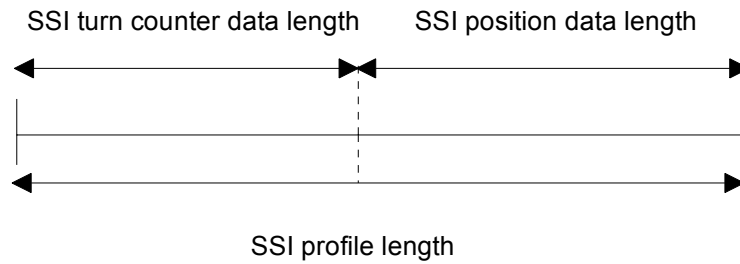 SSI turn counter data length
SSI position data length
SSI profile length